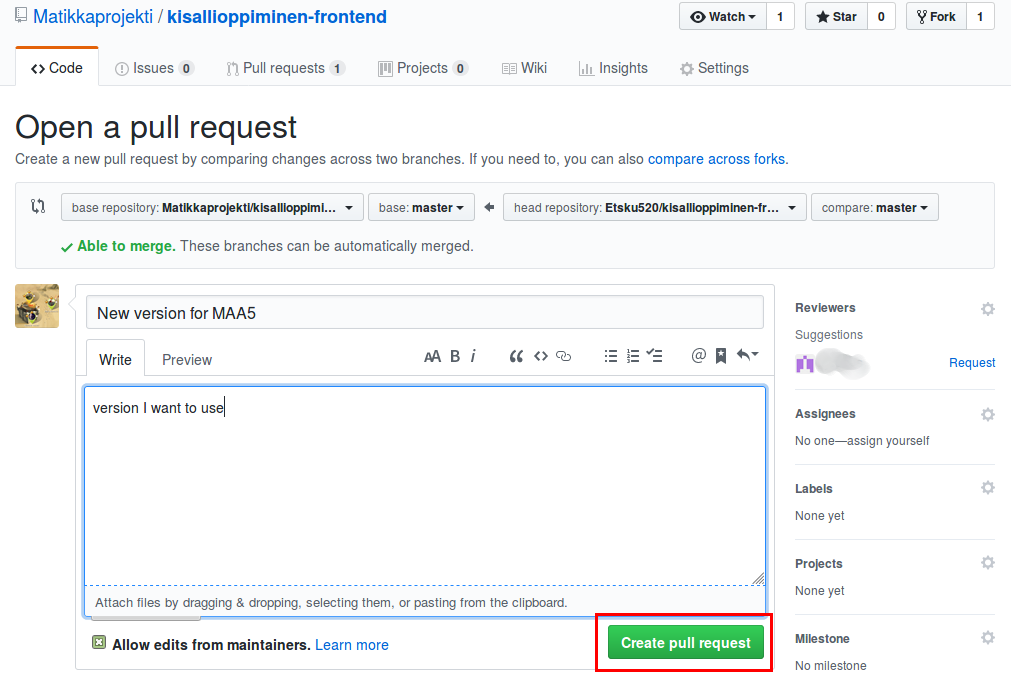 Matikkaprojekti / kisallioppiminen-frontend
Watch 1 Star 0 Fork 1
Code Issues 0 Pull requests 1 Projects 0 Wiki Insights Settings
Open a pull request
Create a new pull request by comparing changes across two branches. If you need to, you can also compare across forks.
base repository: Matikkaprojekti/kisallioppimi... base: master head repository: Etsku520/kisallioppiminen-fr... compare: master
Able to merge. These branches can be automatically merged.
New version for MAA5
Write Preview AA B i
version I want to use
Attach files by dragging & dropping, selecting them, or pasting from the clipboard.
Allow edits from maintainers. Learn more
Create pull request
Reviewers
Suggestions
Request
Assignees
No one—assign yourself
Labels
None yet
Projects
None yet
Milestone
No milestone